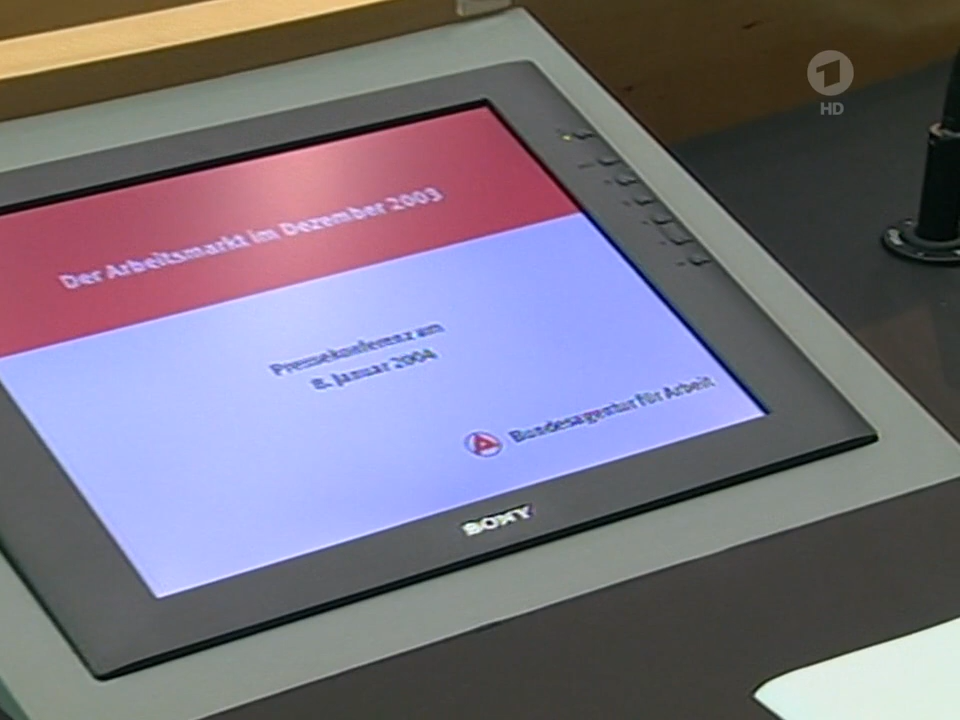 1
HD
Der Arbeitsmarkt im Dezember 2003
Pressekonferenz am
8. Januar 2004
Bundesagentur für Arbeit
SONY